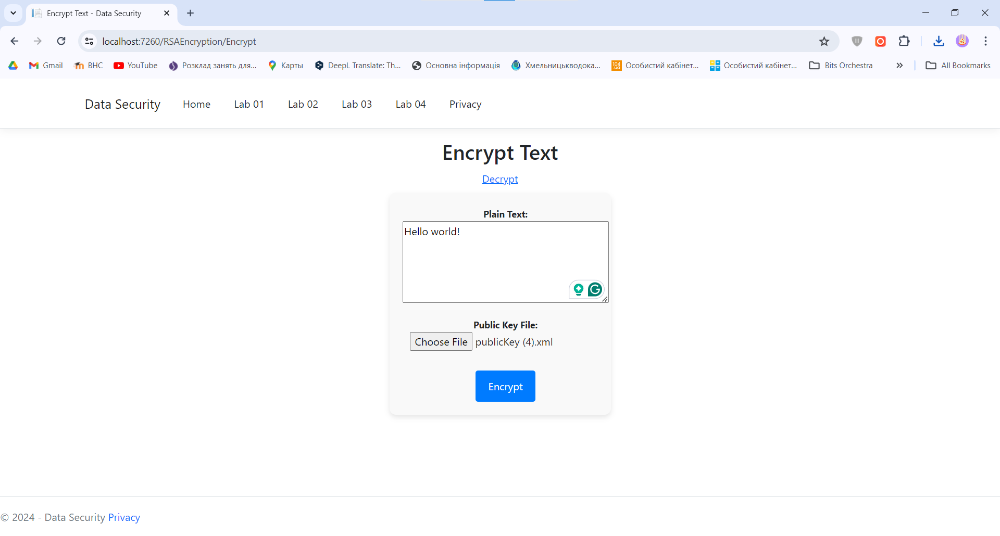 Encrypt Text - Data Security
localhost:7260/RSAEncryption/Encrypt
Gmail ВНС YouTube Розклад занять для... Карты DeepL Translate: Th... Основна інформація Хмельницькводока... 104.ua Особистий кабінет... Особистий кабінет... Bits Orchestra » All Bookmarks
Data Security Home Lab 01 Lab 02 Lab 03 Lab 04 Privacy
Encrypt Text
Decrypt
Plain Text:
Hello world!
Public Key File:
Choose File publicKey (4).xml
Encrypt
© 2024 - Data Security Privacy